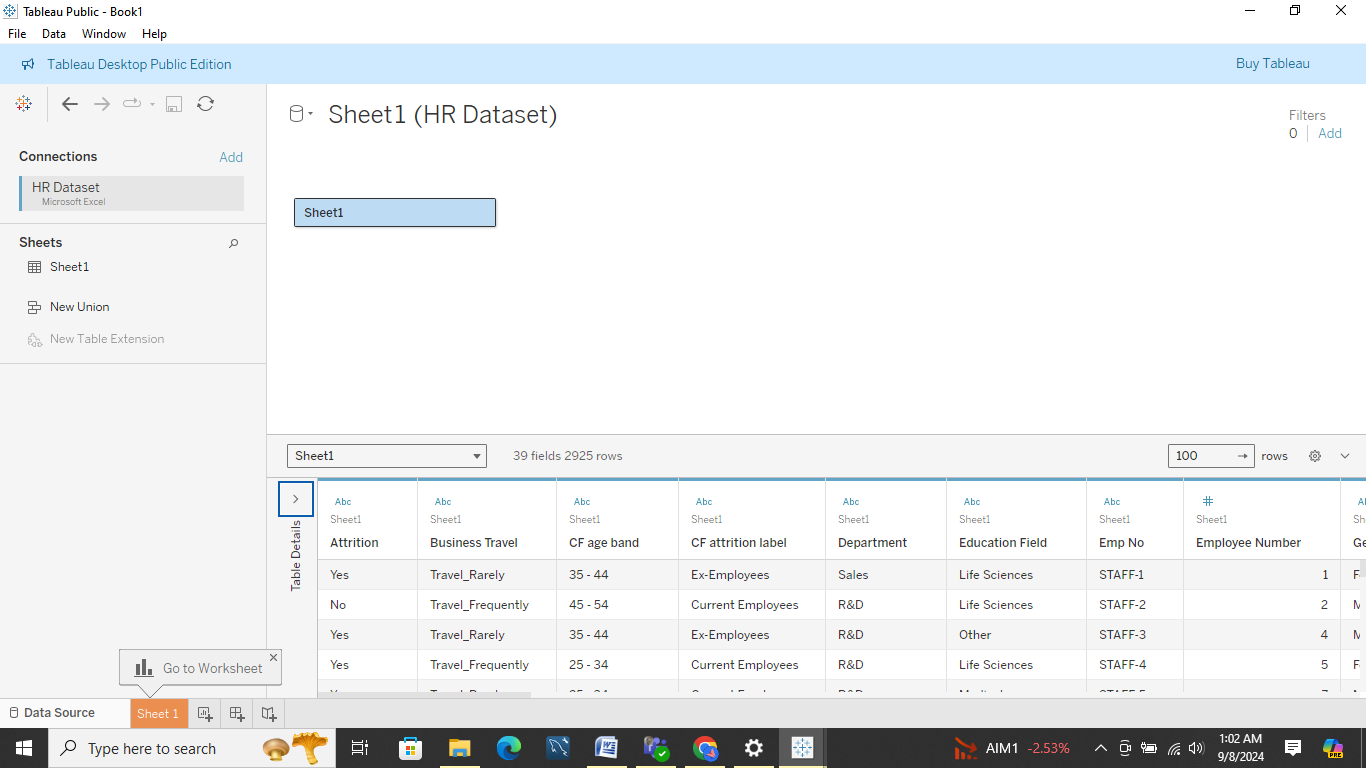 Tableau Public - Book1
File Data Window Help
Tableau Desktop Public Edition Buy Tableau
Sheet1 (HR Dataset)
Filters
0 Add
Connections Add
HR Dataset
Microsoft Excel
Sheet1
Sheets
Sheet1
New Union
New Table Extension
Sheet1 39 fields 2925 rows 100 → rows
Table Details
Abc Abc Abc Abc Abc Abc Abc #
Sheet1 Sheet1 Sheet1 Sheet1 Sheet1 Sheet1 Sheet1 Sheet1
Attrition Business Travel CF age band CF attrition label Department Education Field Emp No Employee Number
Yes Travel_Rarely 35 - 44 Ex-Employees Sales Life Sciences STAFF-1 1
No Travel_Frequently 45 - 54 Current Employees R&D Life Sciences STAFF-2 2
Yes Travel_Rarely 35 - 44 Ex-Employees R&D Other STAFF-3 4
Yes Travel_Frequently 25 - 34 Current Employees R&D Life Sciences STAFF-4 5
Go to Worksheet
Data Source Sheet 1
Type here to search
AIM1 -2.53%
1:02 AM
9/8/2024
PRE